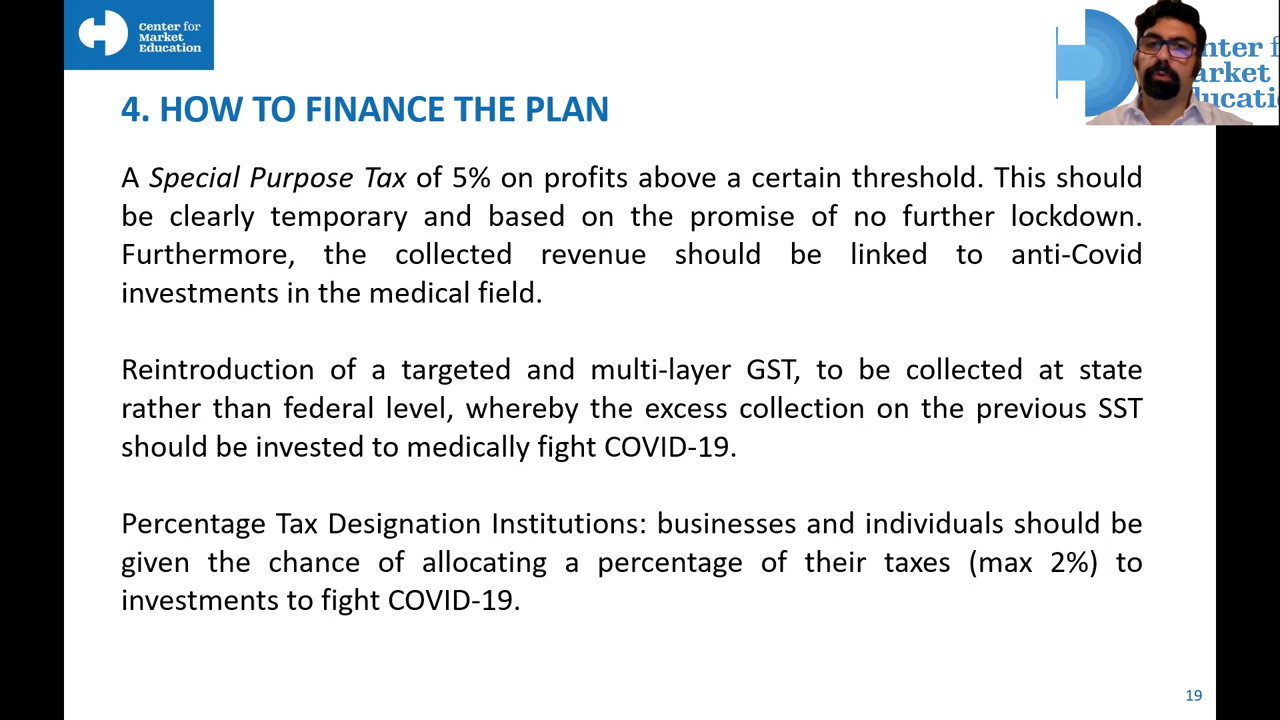 Center for
Market
Education
nter f
arket
ducati
4. HOW TO FINANCE THE PLAN
A Special Purpose Tax of 5% on profits above a certain threshold. This should
be clearly temporary and based on the promise of no further lockdown.
Furthermore, the collected revenue should be linked to anti-Covid
investments in the medical field.
Reintroduction of a targeted and multi-layer GST, to be collected at state
rather than federal level, whereby the excess collection on the previous SST
should be invested to medically fight COVID-19.
Percentage Tax Designation Institutions: businesses and individuals should be
given the chance of allocating a percentage of their taxes (max 2%) to
investments to fight COVID-19.
19